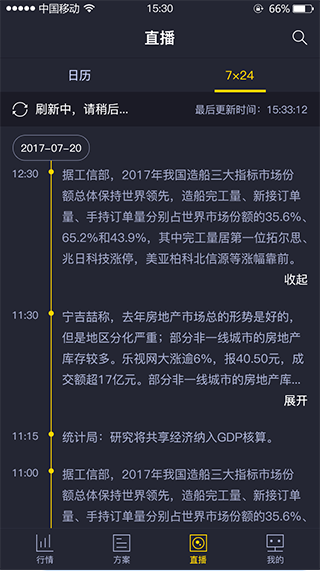 中国移动
15:30
66%
直播
日历
7×24
刷新中，请稍后...
最后更新时间：15:33:12
2017-07-20
12:30
据工信部，2017年我国造船三大指标市场份
额总体保持世界领先，造船完工量、新接订单
量、手持订单量分别占世界市场份额的35.6%、
65.2%和43.9%，其中完工量居第一位拓尔思、
兆日科技涨停，美亚柏科北信源等涨幅靠前。
收起
11:30
宁吉喆称，去年房地产市场总的形势是好的，
但是地区分化严重；部分非一线城市的房地产
库存较多。乐视网大涨逾6%，报40.50元，成
交额超17亿元。部分非一线城市的房地产库...
展开
11:15
统计局：研究将共享经济纳入GDP核算。
11:00
据工信部，2017年我国造船三大指标市场份
额总体保持世界领先，造船完工量、新接订单
量、手持订单量分别占世界市场份额的35.6%、
行情
方案
直播
我的